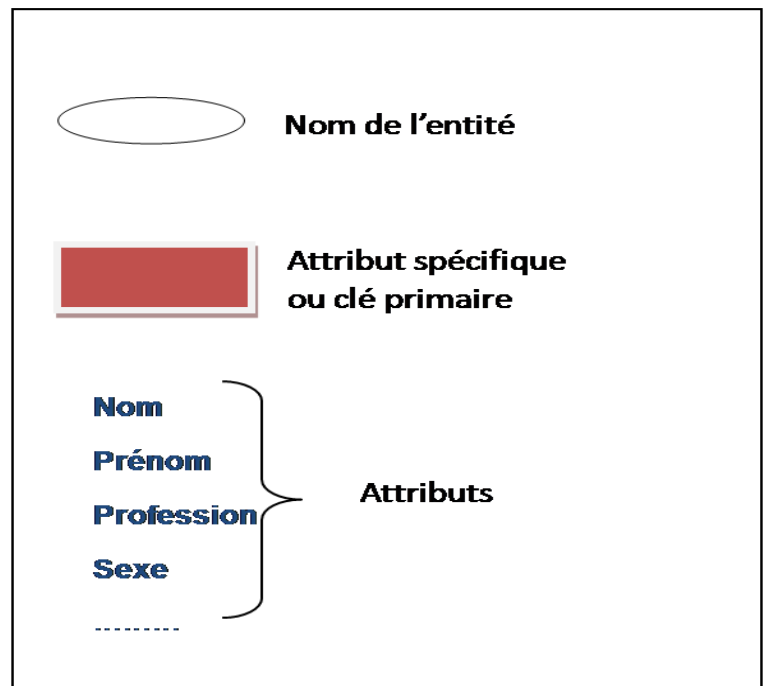 Nom de l'entité
Attribut spécifique
ou clé primaire
Nom
Prénom
Profession
Sexe
---------
Attributs